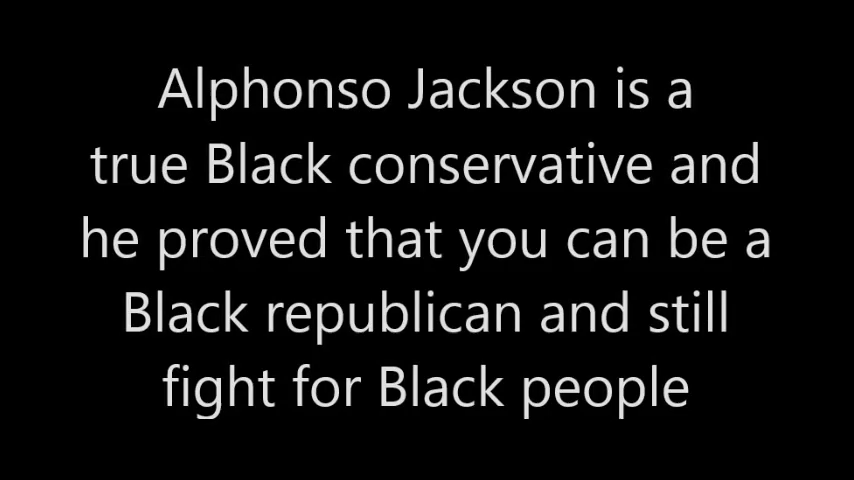 Alphonso Jackson is a
true Black conservative and
he proved that you can be a
Black republican and still
fight for Black people